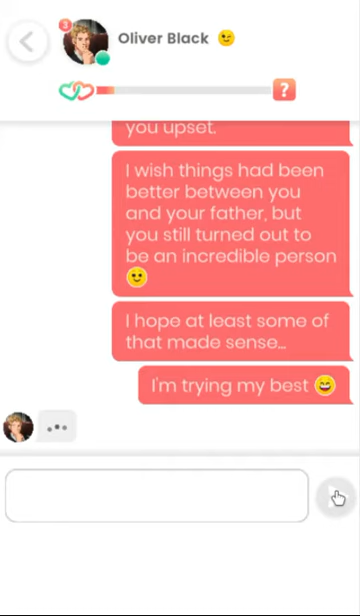 3
Oliver Black 😉
?
you upset.
I wish things had been
better between you
and your father, but
you still turned out to
be an incredible person
🙂
I hope at least some of
that made sense...
I'm trying my best 😄